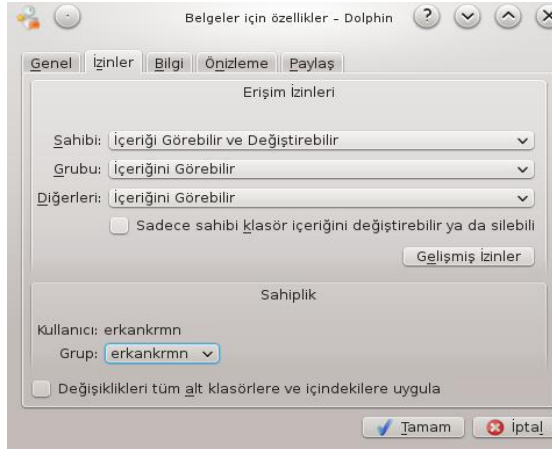 Belgeler için özellikler – Dolphin
Genel İzinler Bilgi Önizleme Paylaş
Erişim İzinleri
Sahibi: İçeriği Görebilir ve Değiştirebilir
Grubu: İçeriğini Görebilir
Diğerleri: İçeriğini Görebilir
Sadece sahibi klasör içeriğini değiştirebilir ya da silebili
Gelişmiş İzinler
Sahiplik
Kullanıcı: erkankrmn
Grup: erkankrmn
Değişiklikleri tüm alt klasörlere ve içindekilere uygula
Tamam İptal